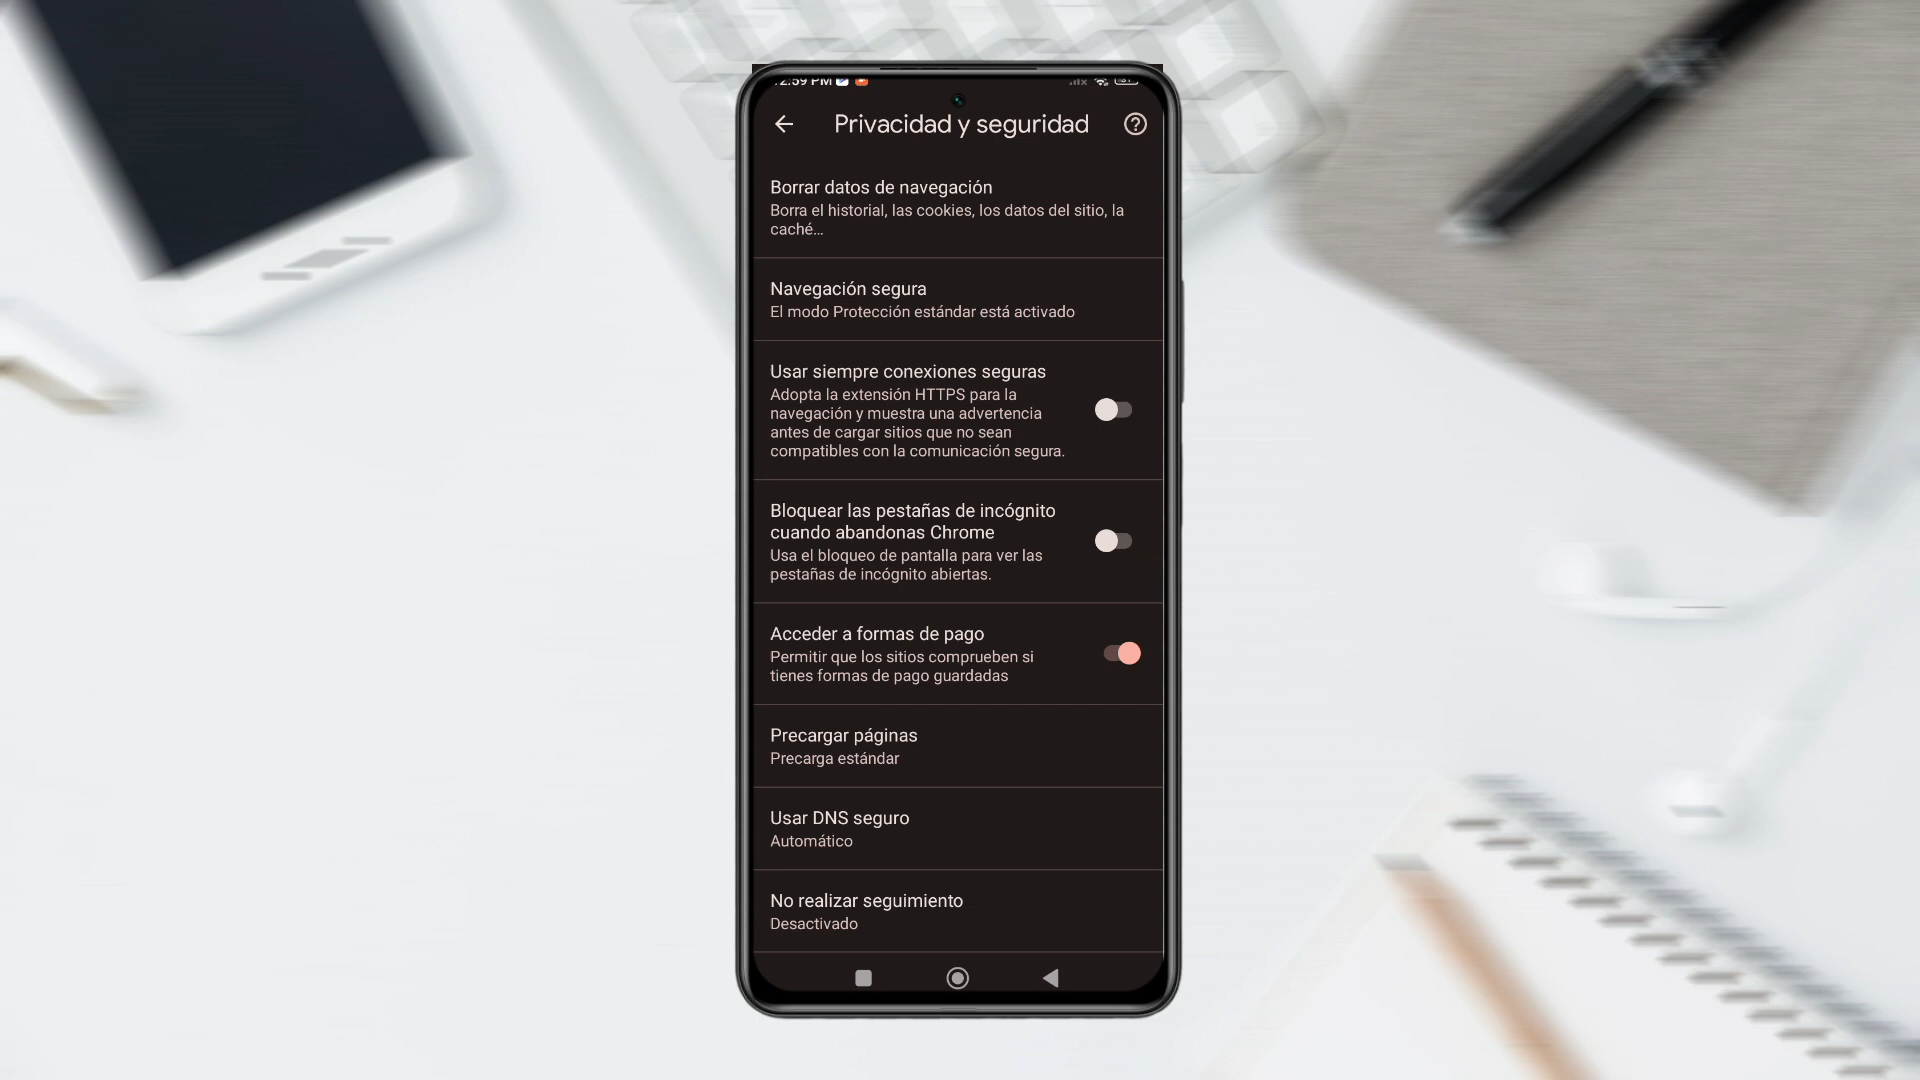 2:59 PM
Privacidad y seguridad
Borrar datos de navegación
Borra el historial, las cookies, los datos del sitio, la
caché...
Navegación segura
El modo Protección estándar está activado
Usar siempre conexiones seguras
Adopta la extensión HTTPS para la
navegación y muestra una advertencia
antes de cargar sitios que no sean
compatibles con la comunicación segura.
Bloquear las pestañas de incógnito
cuando abandonas Chrome
Usa el bloqueo de pantalla para ver las
pestañas de incógnito abiertas.
Acceder a formas de pago
Permitir que los sitios comprueben si
tienes formas de pago guardadas
Precargar páginas
Precarga estándar
Usar DNS seguro
Automático
No realizar seguimiento
Desactivado